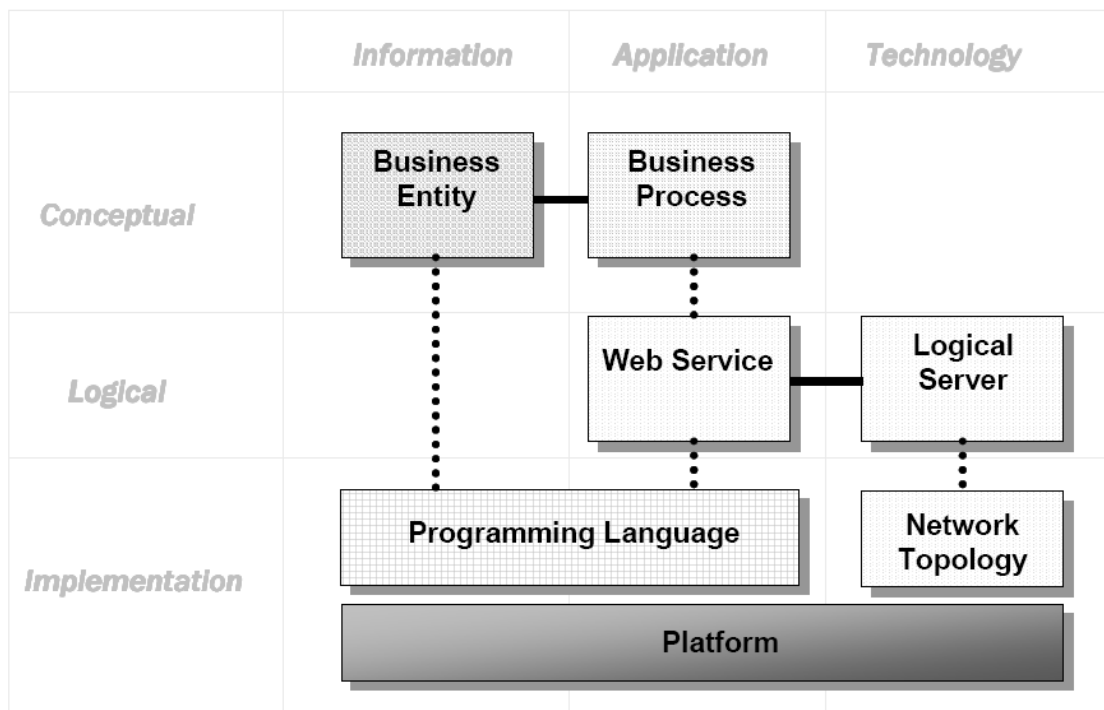 Information Application Technology
Conceptual
Business
Entity
Business
Process
Logical
Web Service
Logical
Server
Implementation
Programming Language
Network
Topology
Platform